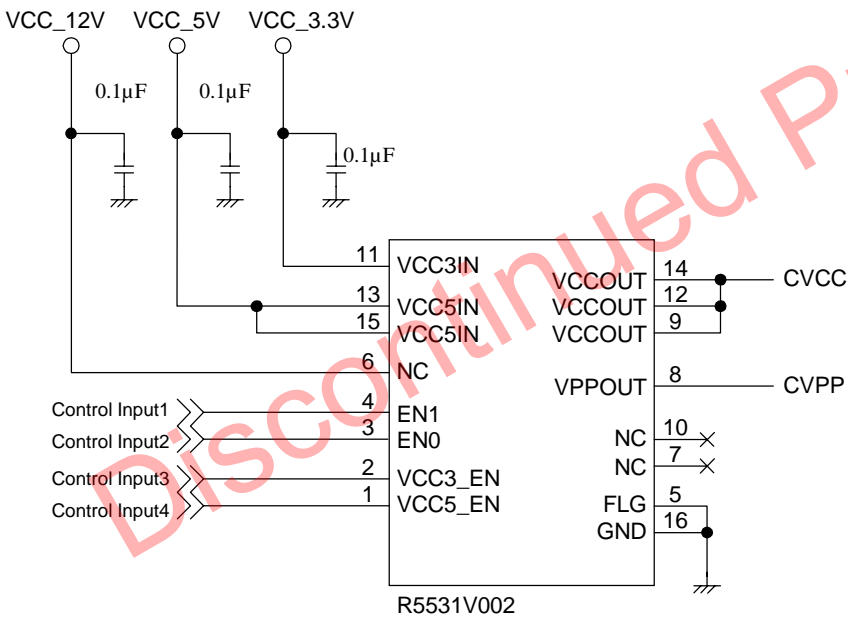 VCC_12V VCC_5V VCC_3.3V
0.1µF 0.1µF
0.1µF
11 VCC3IN
13 VCC5IN
15 VCC5IN
6 NC
Control Input1 4 EN1
Control Input2 3 EN0
Control Input3 2 VCC3_EN
Control Input4 1 VCC5_EN
VCCOUT 14 CVCC
VCCOUT 12
VCCOUT 9
VPPOUT 8 CVPP
NC 10
NC 7
FLG 5
GND 16
R5531V002
Discontinued